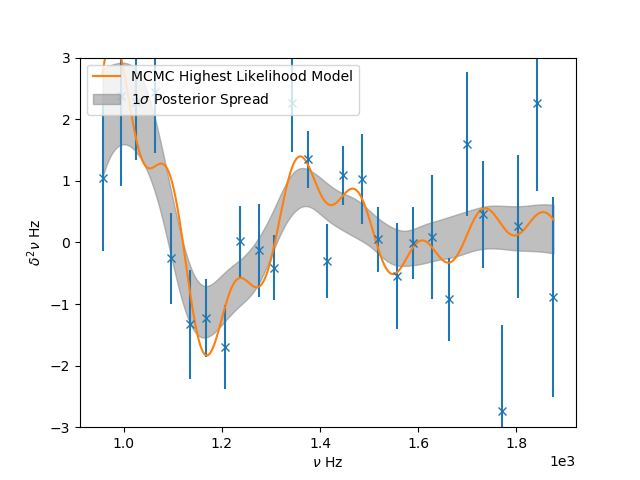 MCMC Highest Likelihood Model
1σ Posterior Spread
3
2
1
0
−1
−2
−3
δ²ν Hz
1.0 1.2 1.4 1.6 1.8
1e3
ν Hz